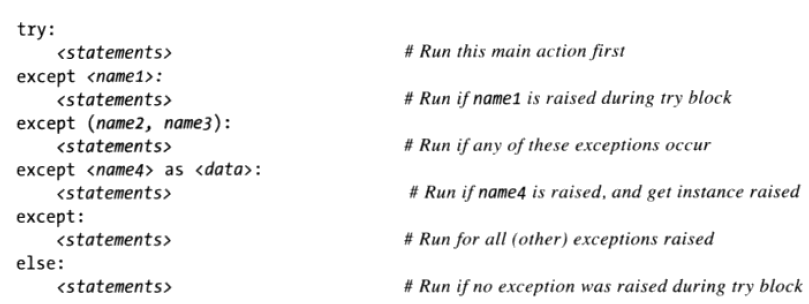 try:
<statements> # Run this main action first
except <name1>:
<statements> # Run if name1 is raised during try block
except (name2, name3):
<statements> # Run if any of these exceptions occur
except <name4> as <data>:
<statements> # Run if name4 is raised, and get instance raised
except:
<statements> # Run for all (other) exceptions raised
else:
<statements> # Run if no exception was raised during try block